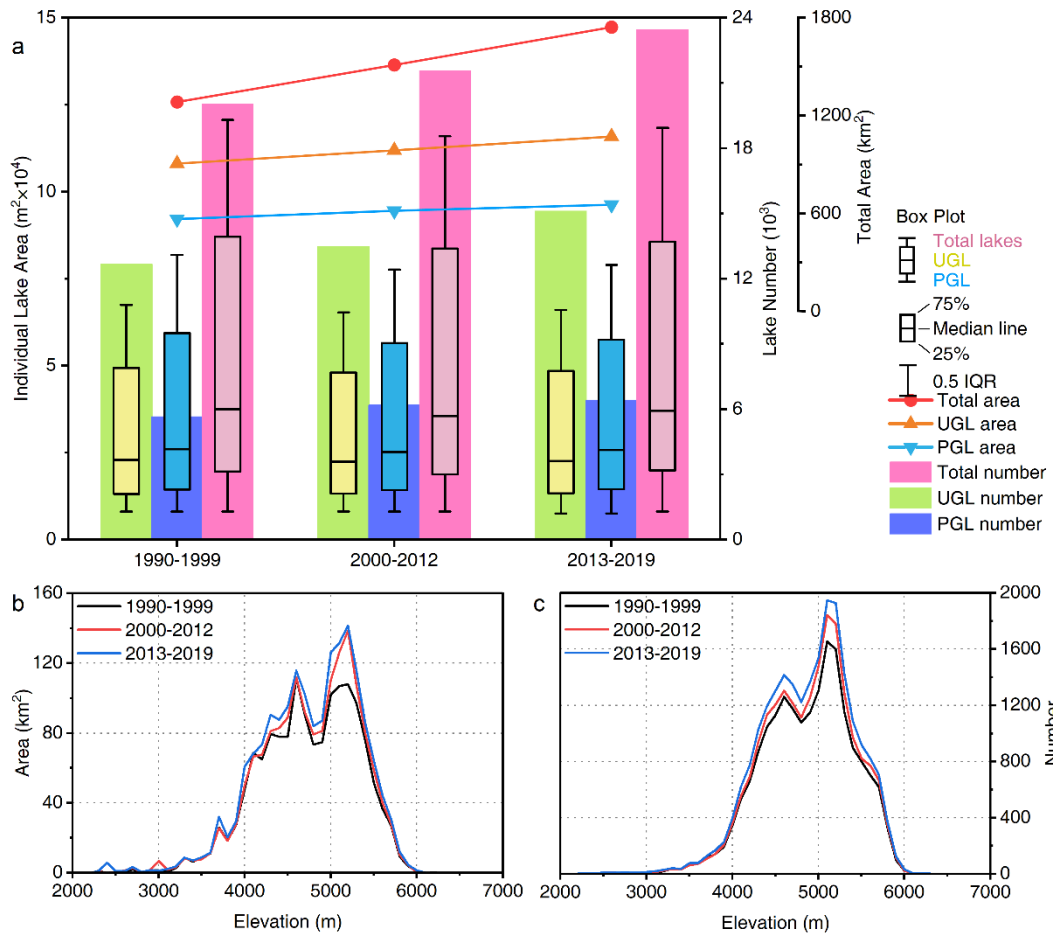 a
15
10
5
0
Individual Lake Area (m²×10⁴)
1990-1999
2000-2012
2013-2019
24
18
12
6
0
Lake Number (10³)
1800
1200
600
0
Total Area (km²)
Box Plot
Total lakes
UGL
PGL
75%
Median line
25%
0.5 IQR
Total area
UGL area
PGL area
Total number
UGL number
PGL number
b
160
120
80
40
0
Area (km²)
1990-1999
2000-2012
2013-2019
2000
3000
4000
5000
6000
7000
Elevation (m)
c
1990-1999
2000-2012
2013-2019
2000
1600
1200
800
400
0
Number
2000
3000
4000
5000
6000
7000
Elevation (m)